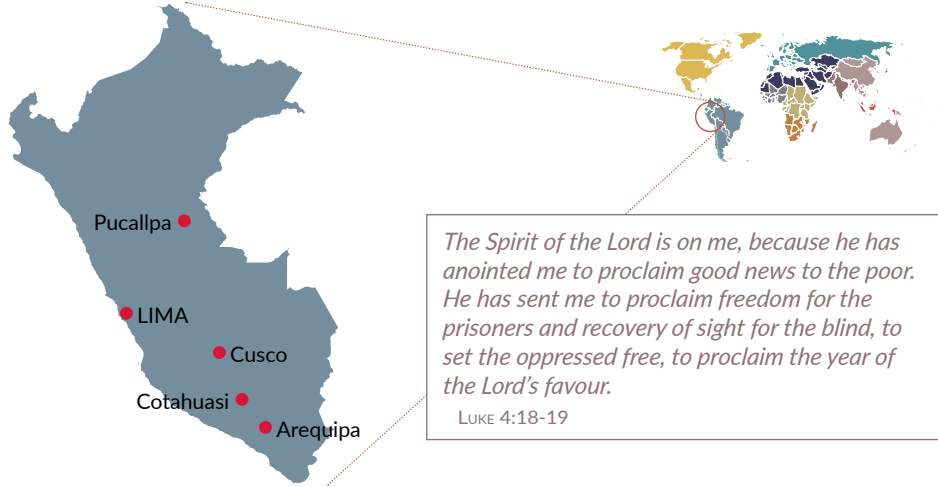 Pucallpa
LIMA
Cusco
Cotahuasi
Arequipa
The Spirit of the Lord is on me, because he has
anointed me to proclaim good news to the poor.
He has sent me to proclaim freedom for the
prisoners and recovery of sight for the blind, to
set the oppressed free, to proclaim the year of
the Lord’s favour.
Luke 4:18-19